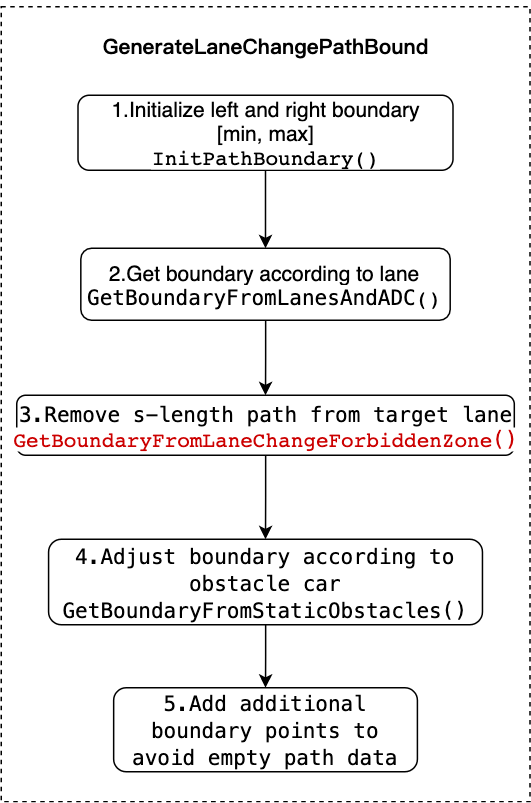 GenerateLaneChangePathBound
1.Initialize left and right boundary
[min, max]
InitPathBoundary()
2.Get boundary according to lane
GetBoundaryFromLanesAndADC()
3.Remove s-length path from target lane
GetBoundaryFromLaneChangeForbiddenZone()
4.Adjust boundary according to
obstacle car
GetBoundaryFromStaticObstacles()
5.Add additional
boundary points to
avoid empty path data